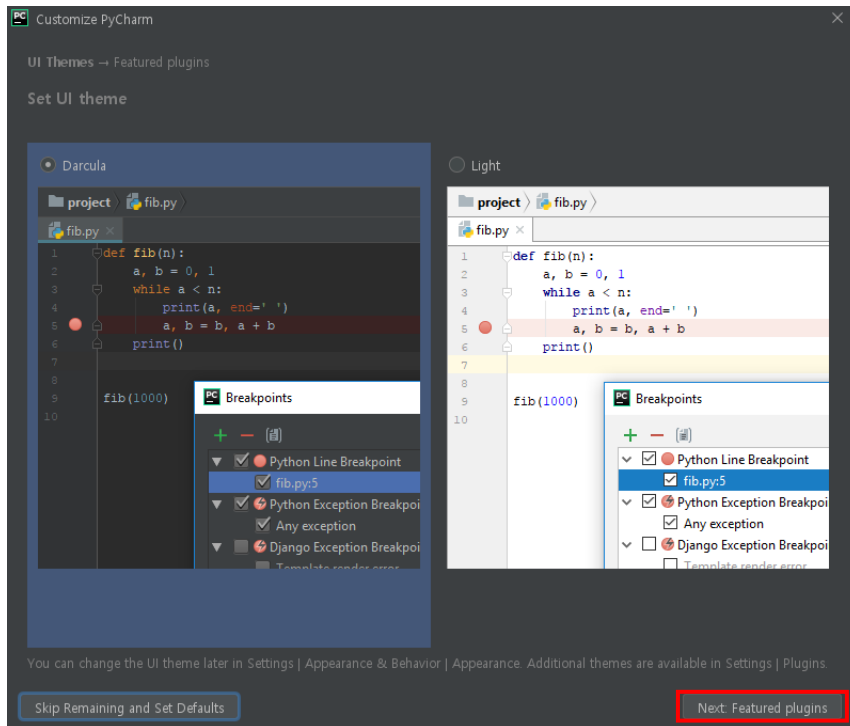 PC Customize PyCharm
UI Themes → Featured plugins
Set UI theme
Darcula
project fib.py
fib.py
1 def fib(n):
2 a, b = 0, 1
3 while a < n:
4 print(a, end=' ')
5 a, b = b, a + b
6 print()
7
8
9 fib(1000)
10
PC Breakpoints
Python Line Breakpoint
fib.py:5
Python Exception Breakpoi
Any exception
Django Exception Breakpoi
Template render error
Light
project fib.py
fib.py
1 def fib(n):
2 a, b = 0, 1
3 while a < n:
4 print(a, end=' ')
5 a, b = b, a + b
6 print()
7
8
9 fib(1000)
10
PC Breakpoints
Python Line Breakpoint
fib.py:5
Python Exception Breakpoi
Any exception
Django Exception Breakpoi
Template render error
You can change the UI theme later in Settings | Appearance & Behavior | Appearance. Additional themes are available in Settings | Plugins.
Skip Remaining and Set Defaults
Next: Featured plugins